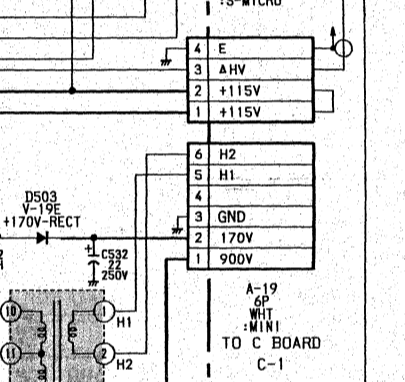 :S-MICRO
4 E
3 ΔHV
2 +115V
1 +115V
6 H2
5 H1
4
3 GND
2 170V
1 900V
D503
V-19E
+170V-RECT
+
C532
22
250V
10
1
H1
11
2
H2
A-19
6P
WHT
:MINI
TO C BOARD
C-1